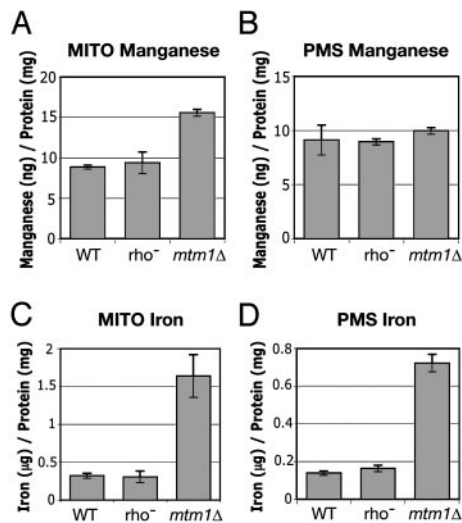 A
MITO Manganese
Manganese (ng) / Protein (mg)
20
15
10
5
0
WT rho⁻ mtm1Δ
B
PMS Manganese
Manganese (ng) / Protein (mg)
15
10
5
0
WT rho⁻ mtm1Δ
C
MITO Iron
Iron (µg) / Protein (mg)
2
1.5
1
0.5
0
WT rho⁻ mtm1Δ
D
PMS Iron
Iron (µg) / Protein (mg)
0.8
0.6
0.4
0.2
0
WT rho⁻ mtm1Δ